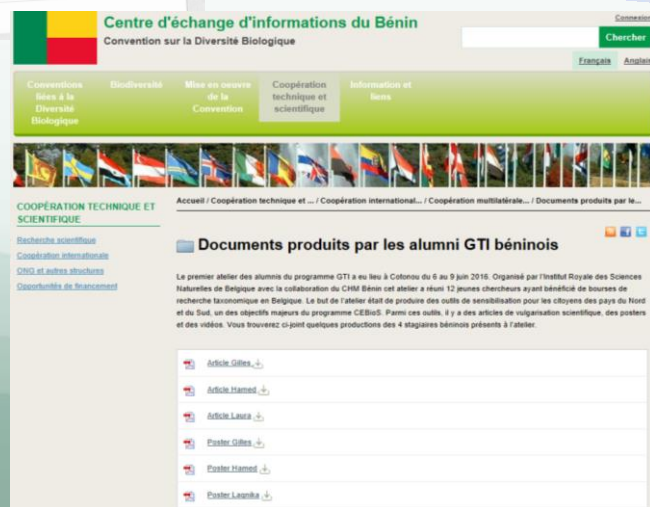 Centre d'échange d'informations du Bénin
Convention sur la Diversité Biologique
Connexion
Chercher
Français Anglais
Conventions liées à la Diversité Biologique
Biodiversité
Mise en oeuvre de la Convention
Coopération technique et scientifique
Information et liens
COOPÉRATION TECHNIQUE ET SCIENTIFIQUE
Recherche scientifique
Coopération internationale
ONG et autres structures
Opportunités de financement
Accueil / Coopération technique et ... / Coopération international... / Coopération multilatérale... / Documents produits par le...
Documents produits par les alumni GTI béninois
Le premier atelier des alumnis du programme GTI a eu lieu à Cotonou du 6 au 9 juin 2016. Organisé par l'Institut Royale des Sciences
Naturelles de Belgique avec la collaboration du CHM Bénin cet atelier a réuni 12 jeunes chercheurs ayant bénéficié de bourses de
recherche taxonomique en Belgique. Le but de l'atelier était de produire des outils de sensibilisation pour les citoyens des pays du Nord
et du Sud, un des objectifs majeurs du programme CEBioS. Parmi ces outils, il y a des articles de vulgarisation scientifique, des posters
et des vidéos. Vous trouverez ci-joint quelques productions des 4 stagiaires béninois présents à l'atelier.
Article Gilles
Article Hamed
Article Laura
Poster Gilles
Poster Hamed
Poster Lagnika